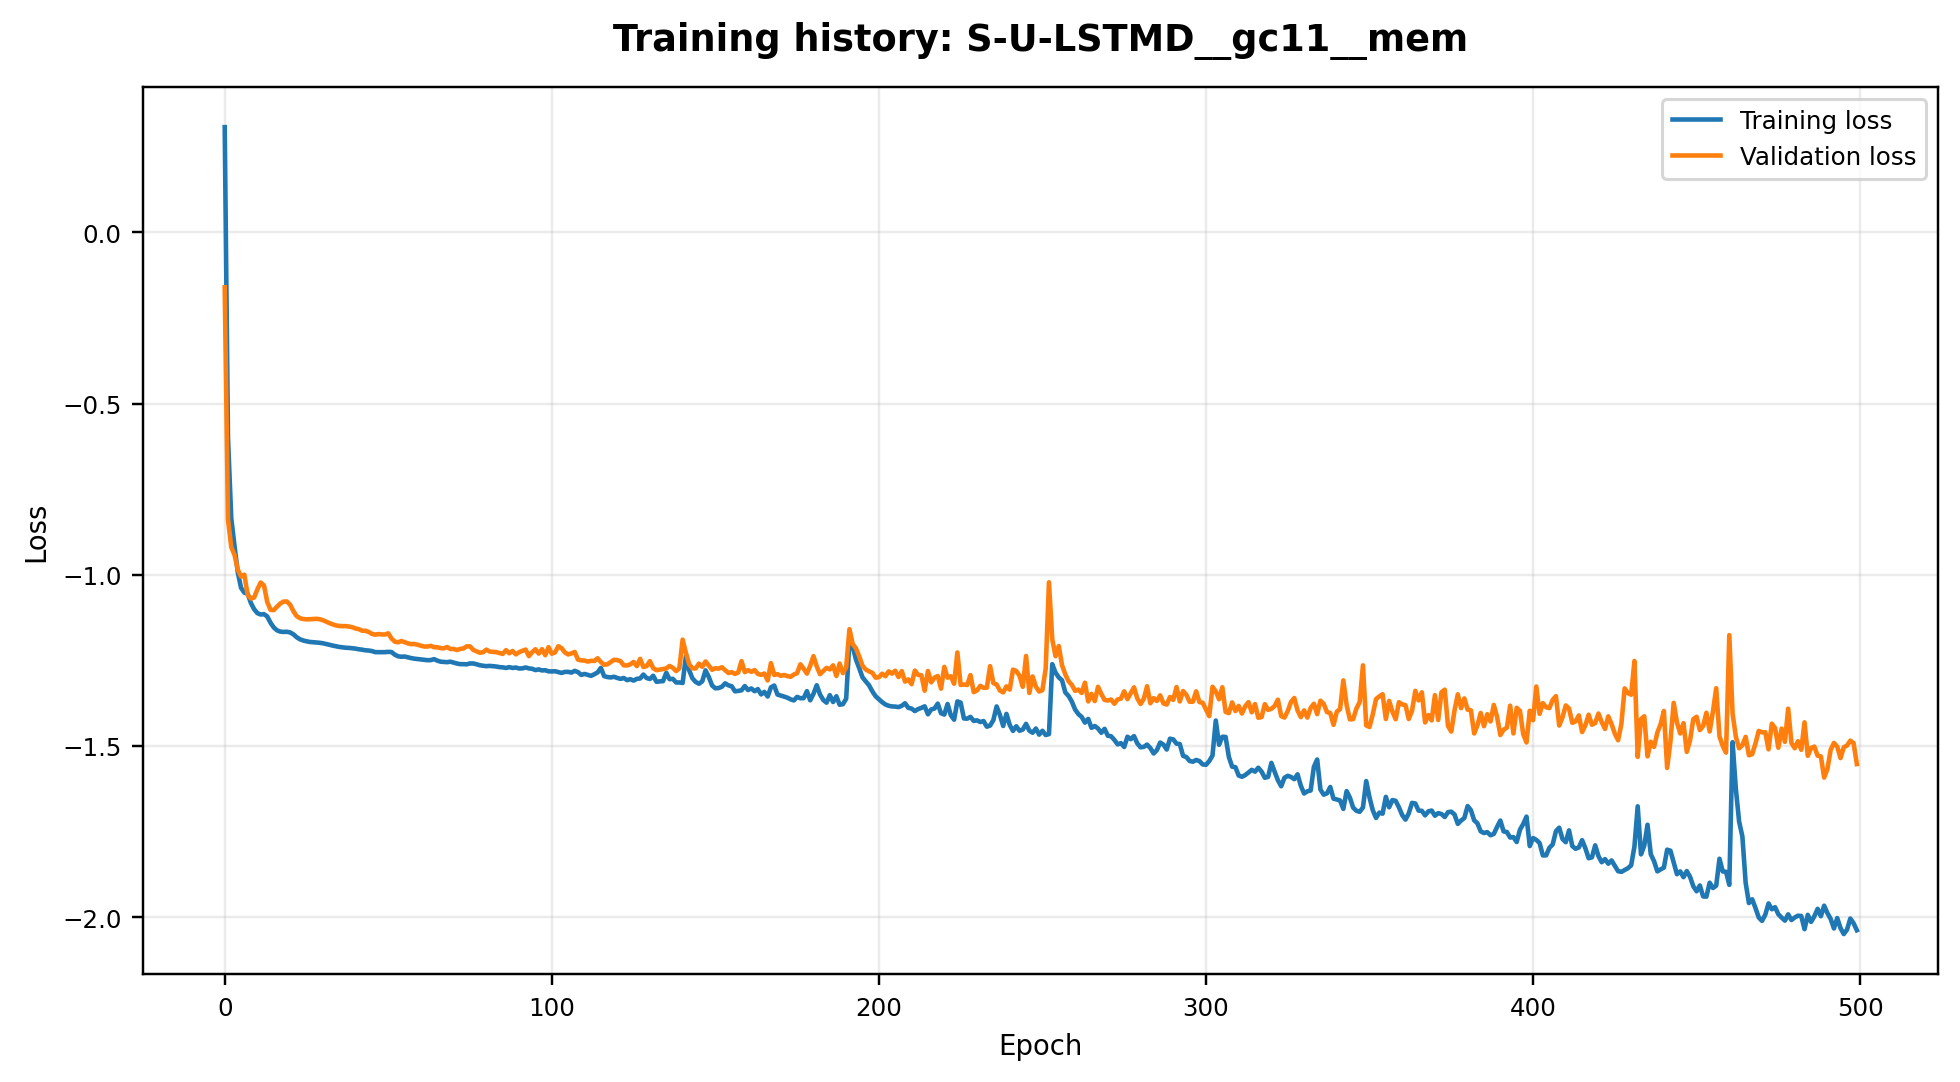 Training history: S-U-LSTMD__gc11__mem
Training loss
Validation loss
0.0
−0.5
−1.0
−1.5
−2.0
Loss
0 100 200 300 400 500
Epoch